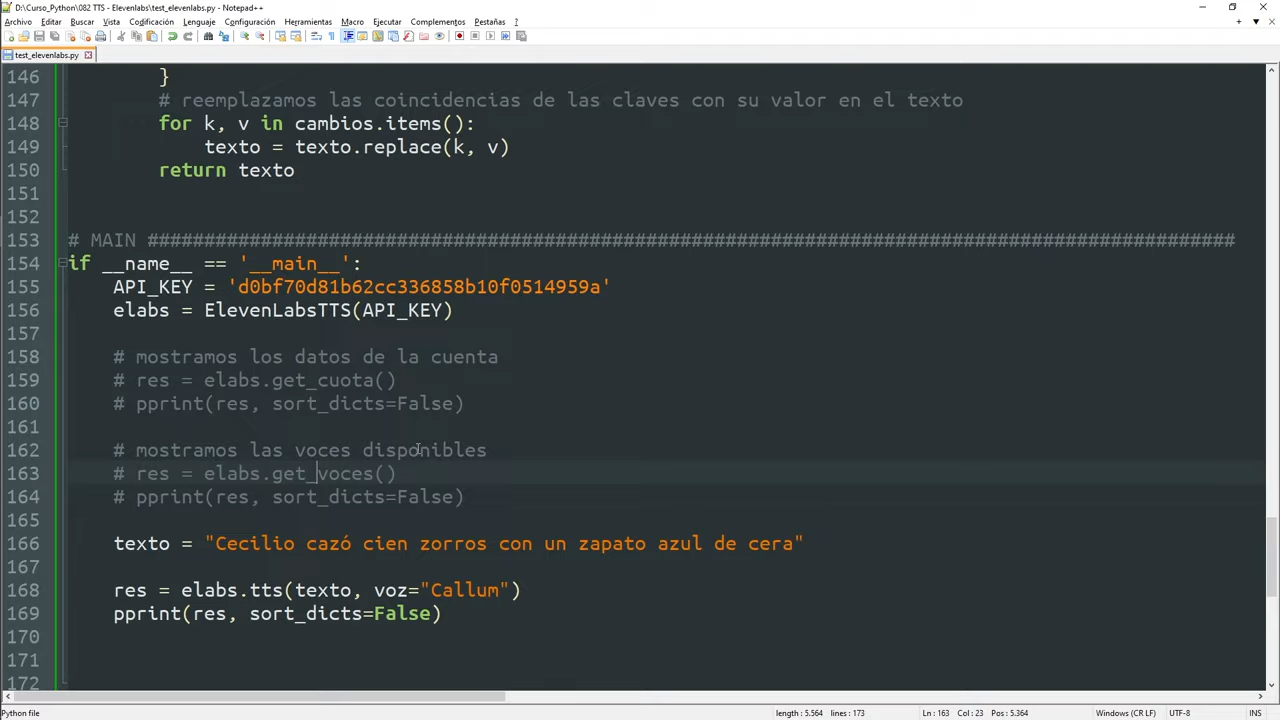 D:\Curso_Python\082 TTS - Elevenlabs\test_elevenlabs.py - Notepad++
Archivo Editar Buscar Vista Codificación Lenguaje Configuración Herramientas Macro Ejecutar Complementos Pestañas ?
test_elevenlabs.py
146 }
147 # reemplazamos las coincidencias de las claves con su valor en el texto
148 for k, v in cambios.items():
149 texto = texto.replace(k, v)
150 return texto
151
152
153 # MAIN ################################################################################################
154 if __name__ == '__main__':
155 API_KEY = 'd0bf70d81b62cc336858b10f0514959a'
156 elabs = ElevenLabsTTS(API_KEY)
157
158 # mostramos los datos de la cuenta
159 # res = elabs.get_cuota()
160 # pprint(res, sort_dicts=False)
161
162 # mostramos las voces disponibles
163 # res = elabs.get_voces()
164 # pprint(res, sort_dicts=False)
165
166 texto = "Cecilio cazó cien zorros con un zapato azul de cera"
167
168 res = elabs.tts(texto, voz="Callum")
169 pprint(res, sort_dicts=False)
170
171
172
Python file length : 5.564 lines : 173 Ln : 163 Col : 23 Pos : 5.364 Windows (CR LF) UTF-8 INS